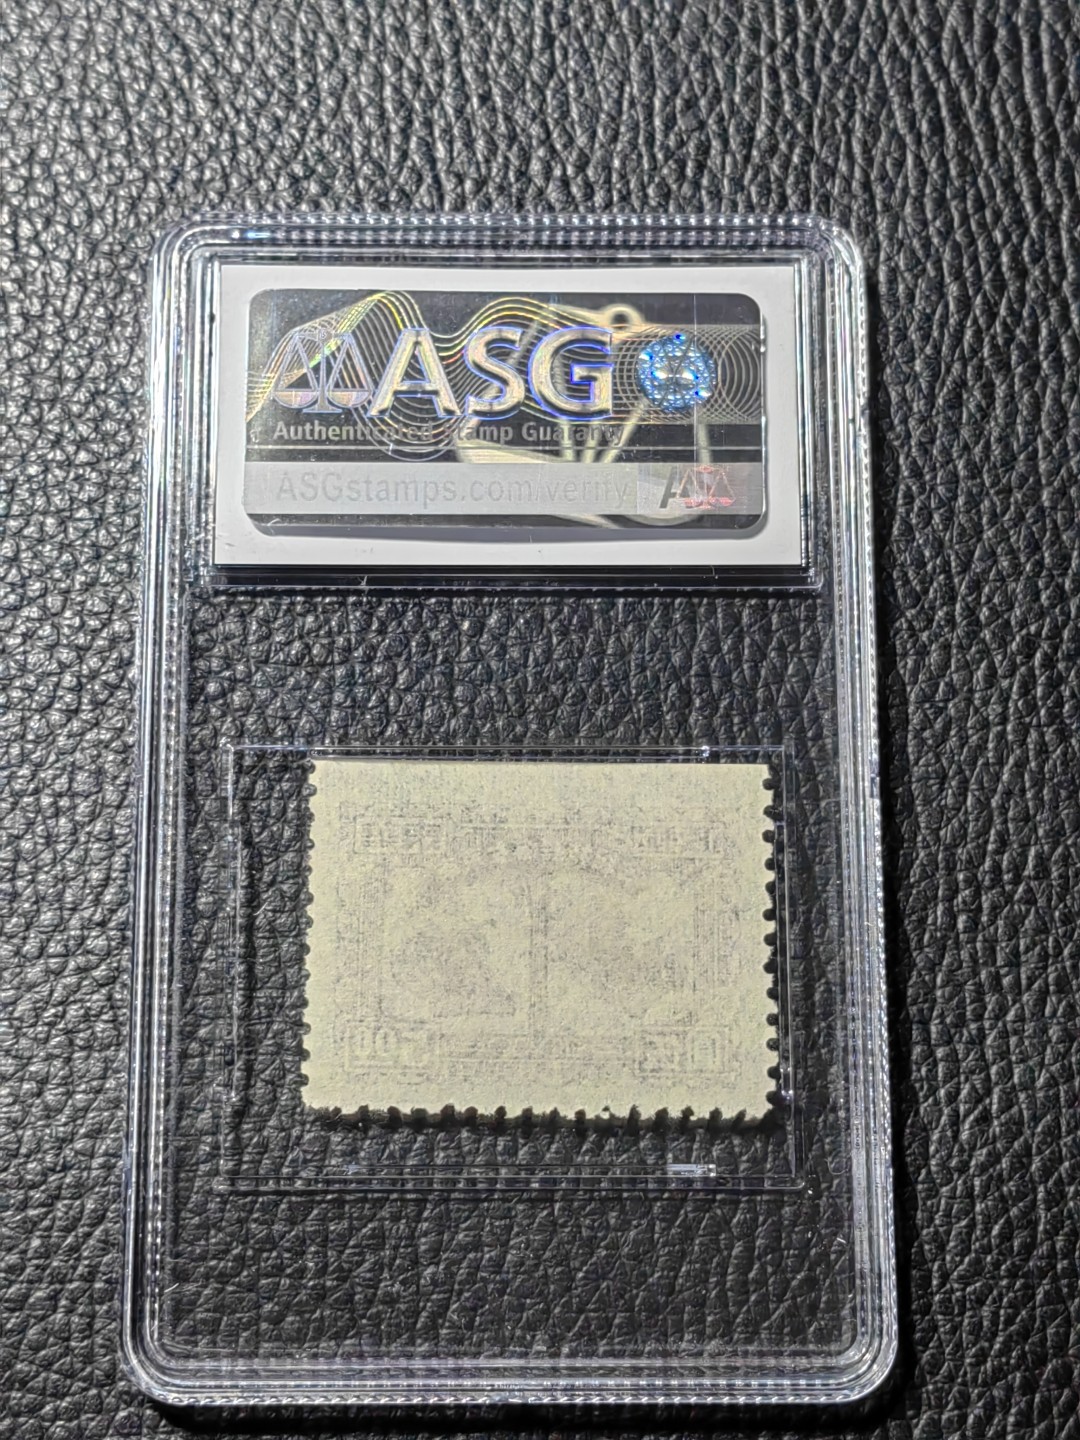 ASG
Authenticated Stamp Guaranty
ASGstamps.com/verify